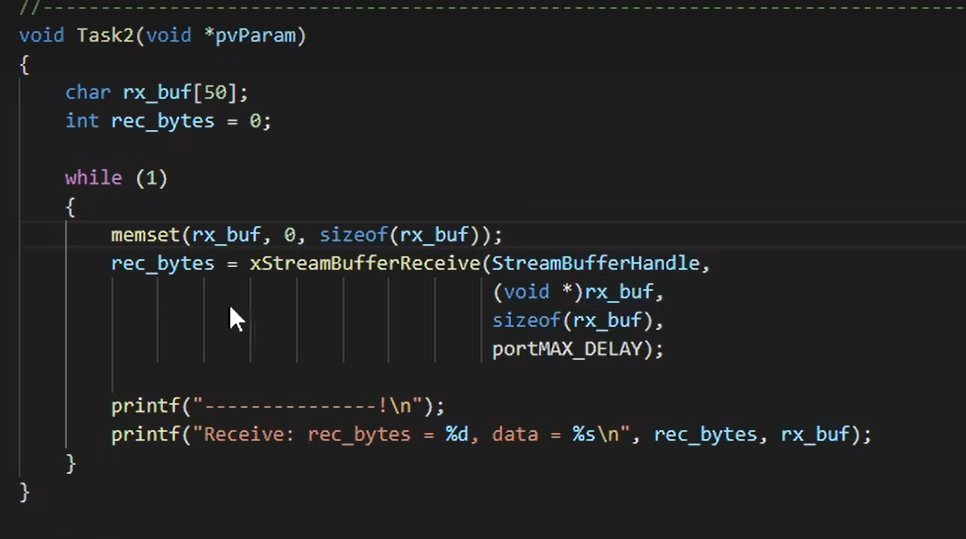 //--------------------------------------------------------------------------------
void Task2(void *pvParam)
{
    char rx_buf[50];
    int rec_bytes = 0;

    while (1)
    {
        memset(rx_buf, 0, sizeof(rx_buf));
        rec_bytes = xStreamBufferReceive(StreamBufferHandle,
                                         (void *)rx_buf,
                                         sizeof(rx_buf),
                                         portMAX_DELAY);

        printf("---------------!\n");
        printf("Receive: rec_bytes = %d, data = %s\n", rec_bytes, rx_buf);
    }
}